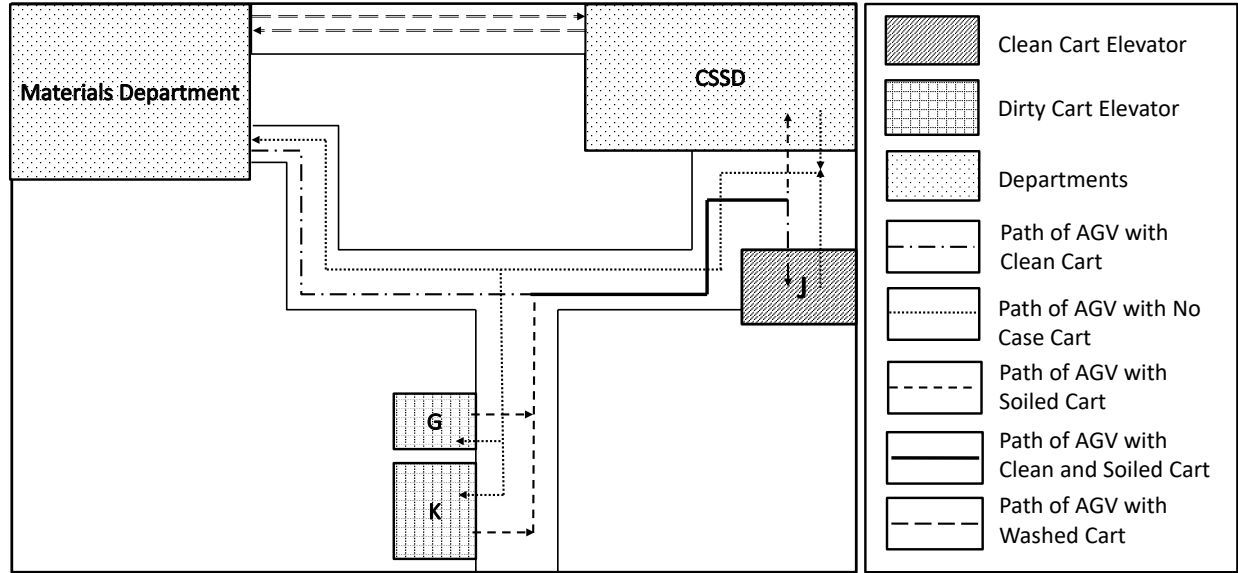 Materials Department
CSSD
J
G
K
Clean Cart Elevator
Dirty Cart Elevator
Departments
Path of AGV with
Clean Cart
Path of AGV with No
Case Cart
Path of AGV with
Soiled Cart
Path of AGV with
Clean and Soiled Cart
Path of AGV with
Washed Cart